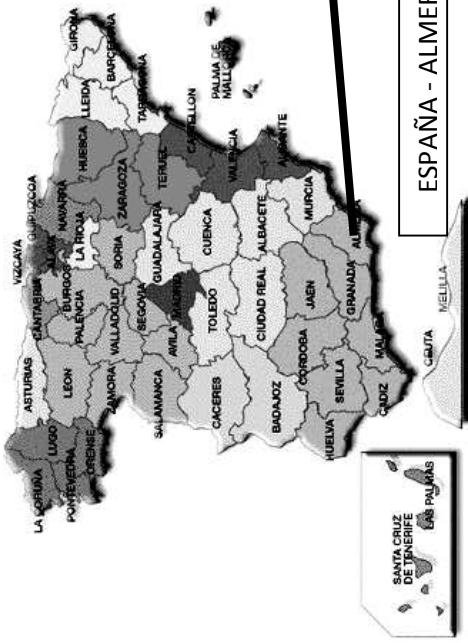 LA CORUÑA
LUGO
PONTEVEDRA
ORENSE
ASTURIAS
LEON
ZAMORA
SALAMANCA
CANTABRIA
BURGOS
PALENCIA
VALLADOLID
SEGOVIA
AVILA
VIZCAYA
GUIPUZCOA
ALAVA
NAVARRA
LA RIOJA
SORIA
HUESCA
ZARAGOZA
TERUEL
LLEIDA
GIRONA
BARCELONA
TARRAGONA
CASTELLON
VALENCIA
ALICANTE
PALMA DE
MALLORCA
MADRID
GUADALAJARA
CUENCA
TOLEDO
CIUDAD REAL
ALBACETE
MURCIA
CACERES
BADAJOZ
HUELVA
SEVILLA
CORDOBA
JAEN
GRANADA
ALMERIA
MALAGA
CADIZ
CEUTA
MELILLA
SANTA CRUZ
DE TENERIFE
LAS PALMAS
ESPAÑA - ALMER